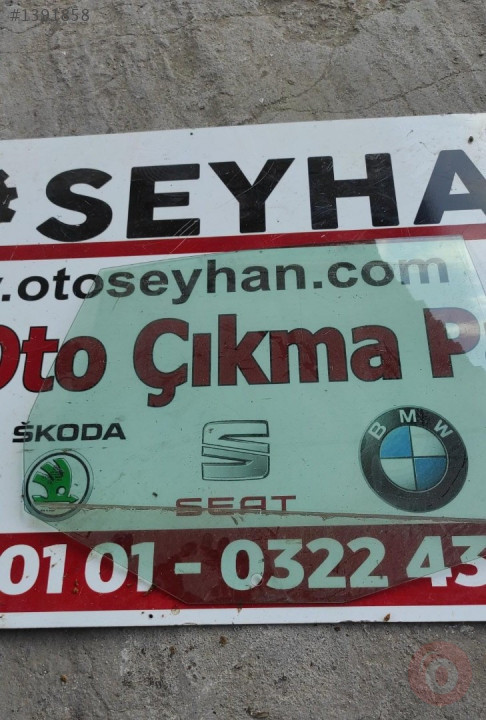 #1391858
SEYHA
.otoseyhan.com
Oto Çıkma P
ŠKODA
BMW
SEAT
01 01 - 0322 43